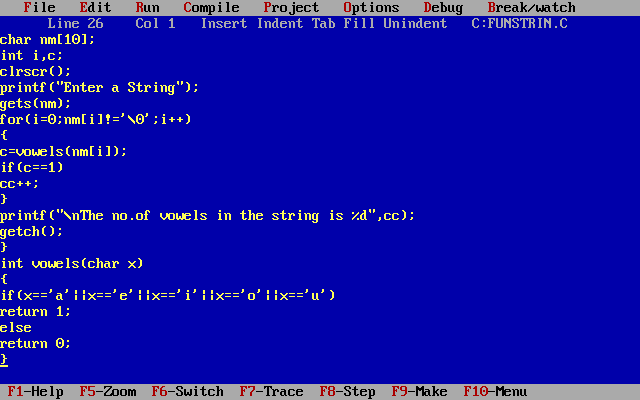 File Edit Run Compile Project Options Debug Break/watch
Line 26 Col 1 Insert Indent Tab Fill Unindent C:FUNSTRIN.C
char nm[10];
int i,c;
clrscr();
printf("Enter a String");
gets(nm);
for(i=0;nm[i]!='\0';i++)
{
c=vowels(nm[i]);
if(c==1)
cc++;
}
printf("\nThe no.of vowels in the string is %d",cc);
getch();
}
int vowels(char x)
{
if(x=='a'||x=='e'||x=='i'||x=='o'||x=='u')
return 1;
else
return 0;
}
F1-Help F5-Zoom F6-Switch F7-Trace F8-Step F9-Make F10-Menu